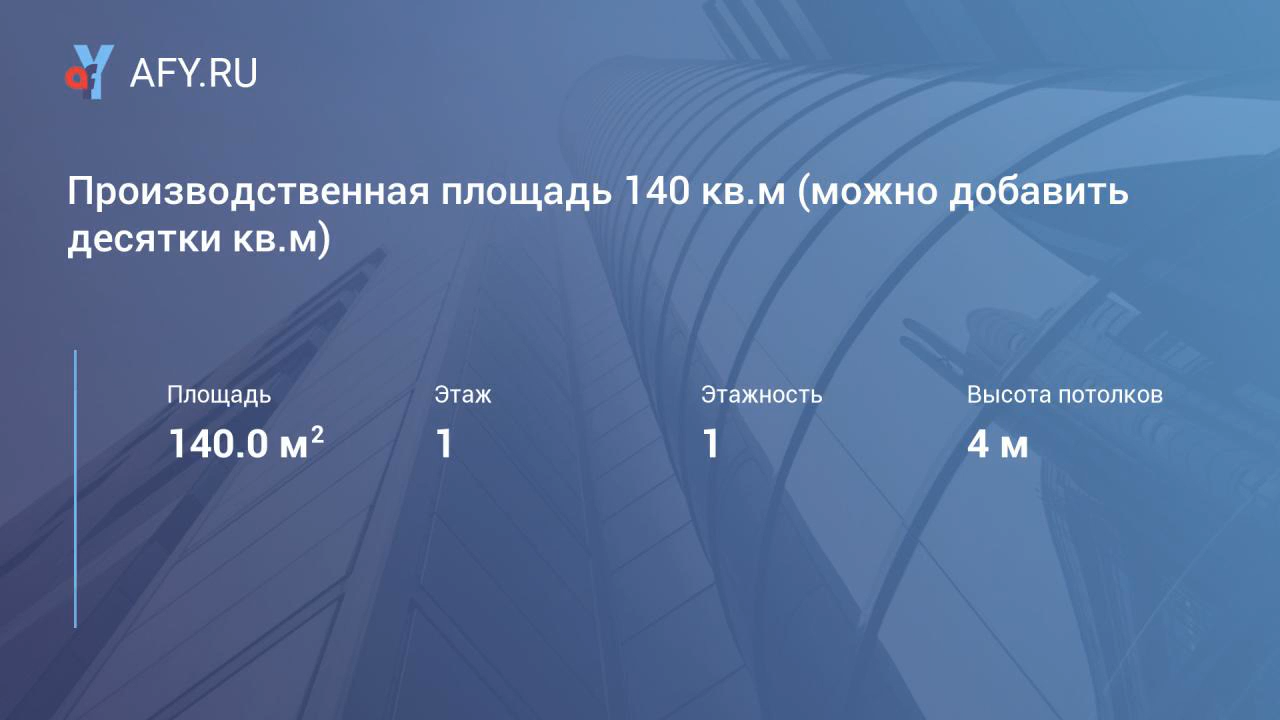 afY AFY.RU
Производственная площадь 140 кв.м (можно добавить
десятки кв.м)
Площадь Этаж Этажность Высота потолков
140.0 м² 1 1 4 м